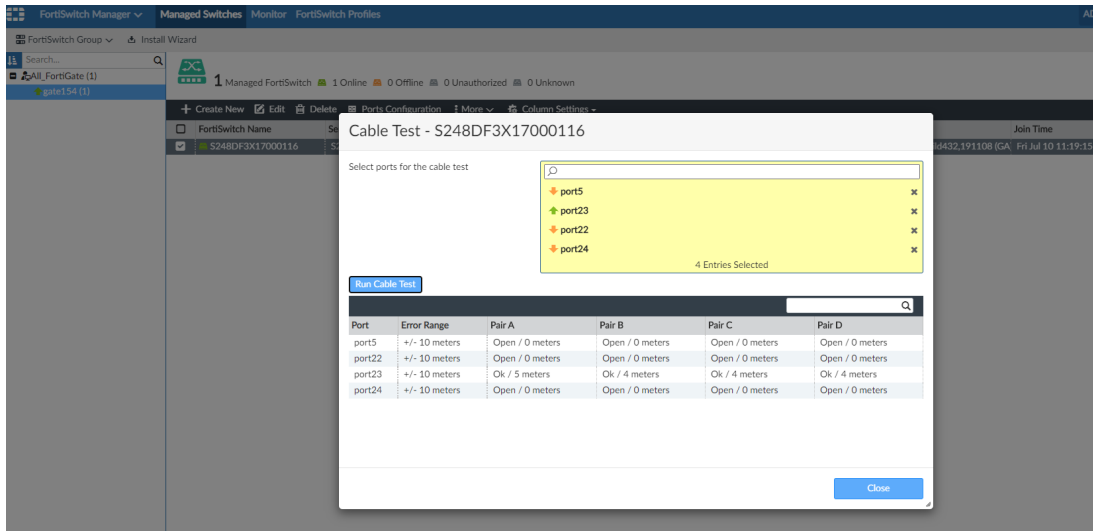 FortiSwitch Manager Managed Switches Monitor FortiSwitch Profiles AD
FortiSwitch Group Install Wizard
Search...
All_FortiGate (1)
gate154 (1)
1 Managed FortiSwitch 1 Online 0 Offline 0 Unauthorized 0 Unknown
+ Create New Edit Delete Ports Configuration More Column Settings
FortiSwitch Name Se Join Time
S248DF3X17000116 S2 ld432,191108 (GA) Fri Jul 10 11:19:15
Cable Test - S248DF3X17000116
Select ports for the cable test
port5
port23
port22
port24
4 Entries Selected
Run Cable Test
Port Error Range Pair A Pair B Pair C Pair D
port5 +/- 10 meters Open / 0 meters Open / 0 meters Open / 0 meters Open / 0 meters
port22 +/- 10 meters Open / 0 meters Open / 0 meters Open / 0 meters Open / 0 meters
port23 +/- 10 meters Ok / 5 meters Ok / 4 meters Ok / 4 meters Ok / 4 meters
port24 +/- 10 meters Open / 0 meters Open / 0 meters Open / 0 meters Open / 0 meters
Close